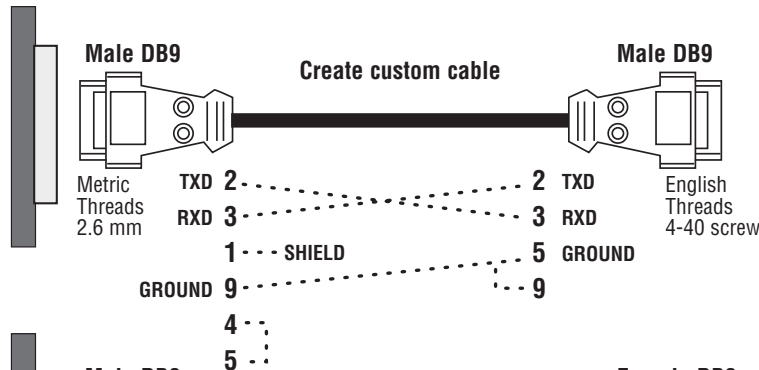 Male DB9
Male DB9
Create custom cable
Metric
Threads
2.6 mm
English
Threads
4-40 screw
TXD 2
2 TXD
RXD 3
3 RXD
1 SHIELD
5 GROUND
GROUND 9
9
4
5